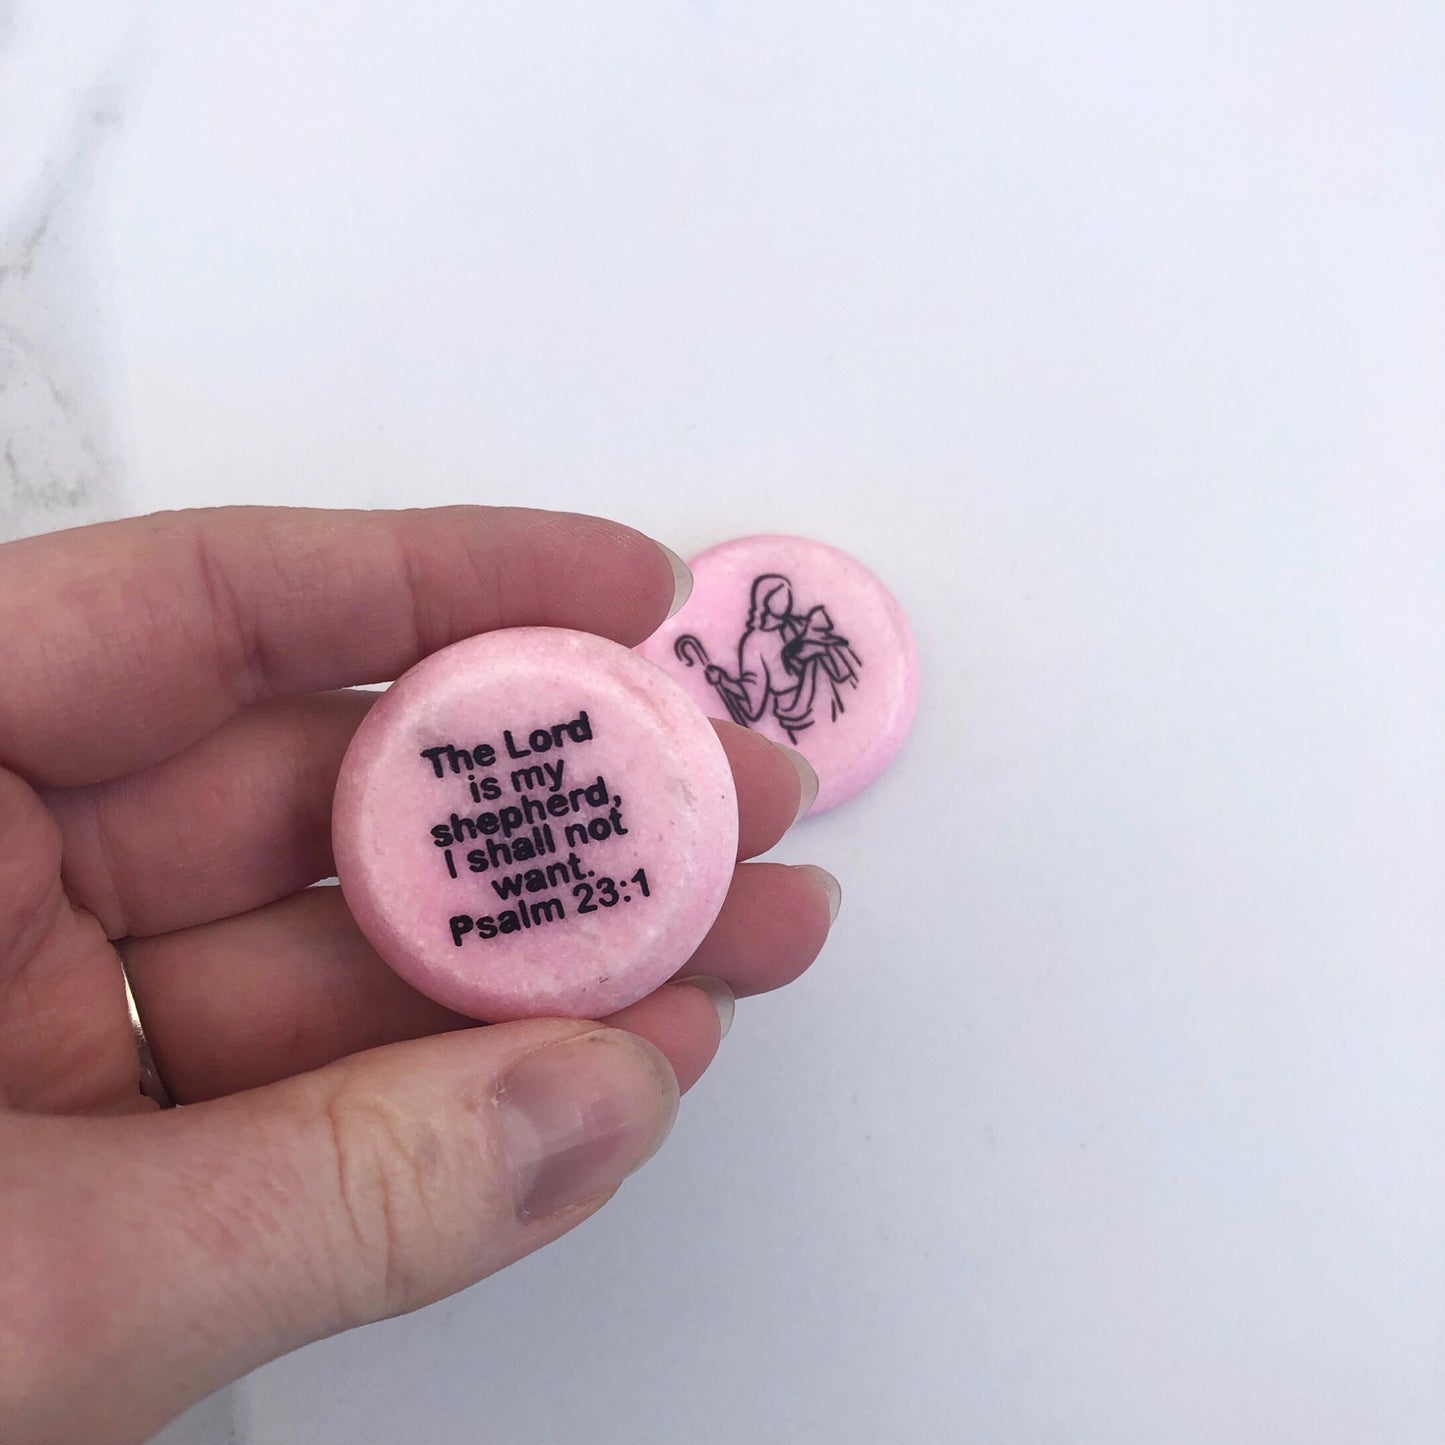 The Lord
is my
shepherd,
I shall not
want.
Psalm 23:1